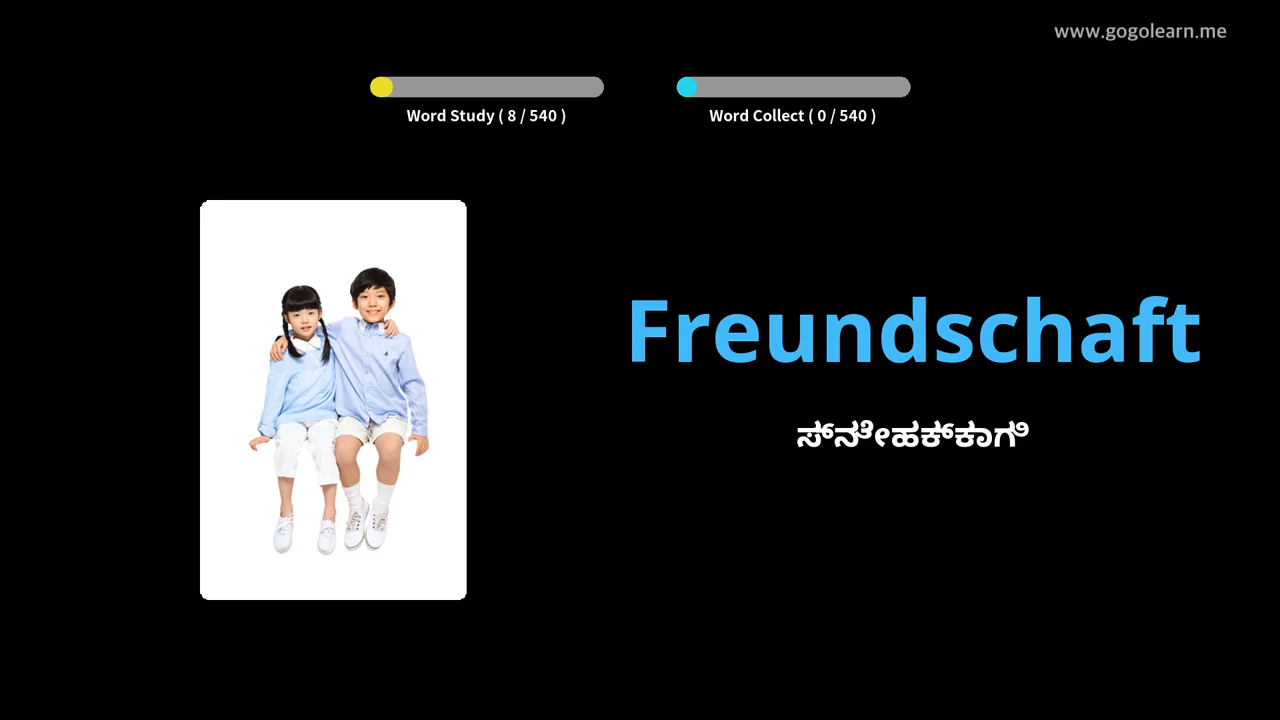 www.gogolearn.me
Word Study ( 8 / 540 )
Word Collect ( 0 / 540 )
Freundschaft
ಸ್ನೇಹಕ್ಕಾಗಿ